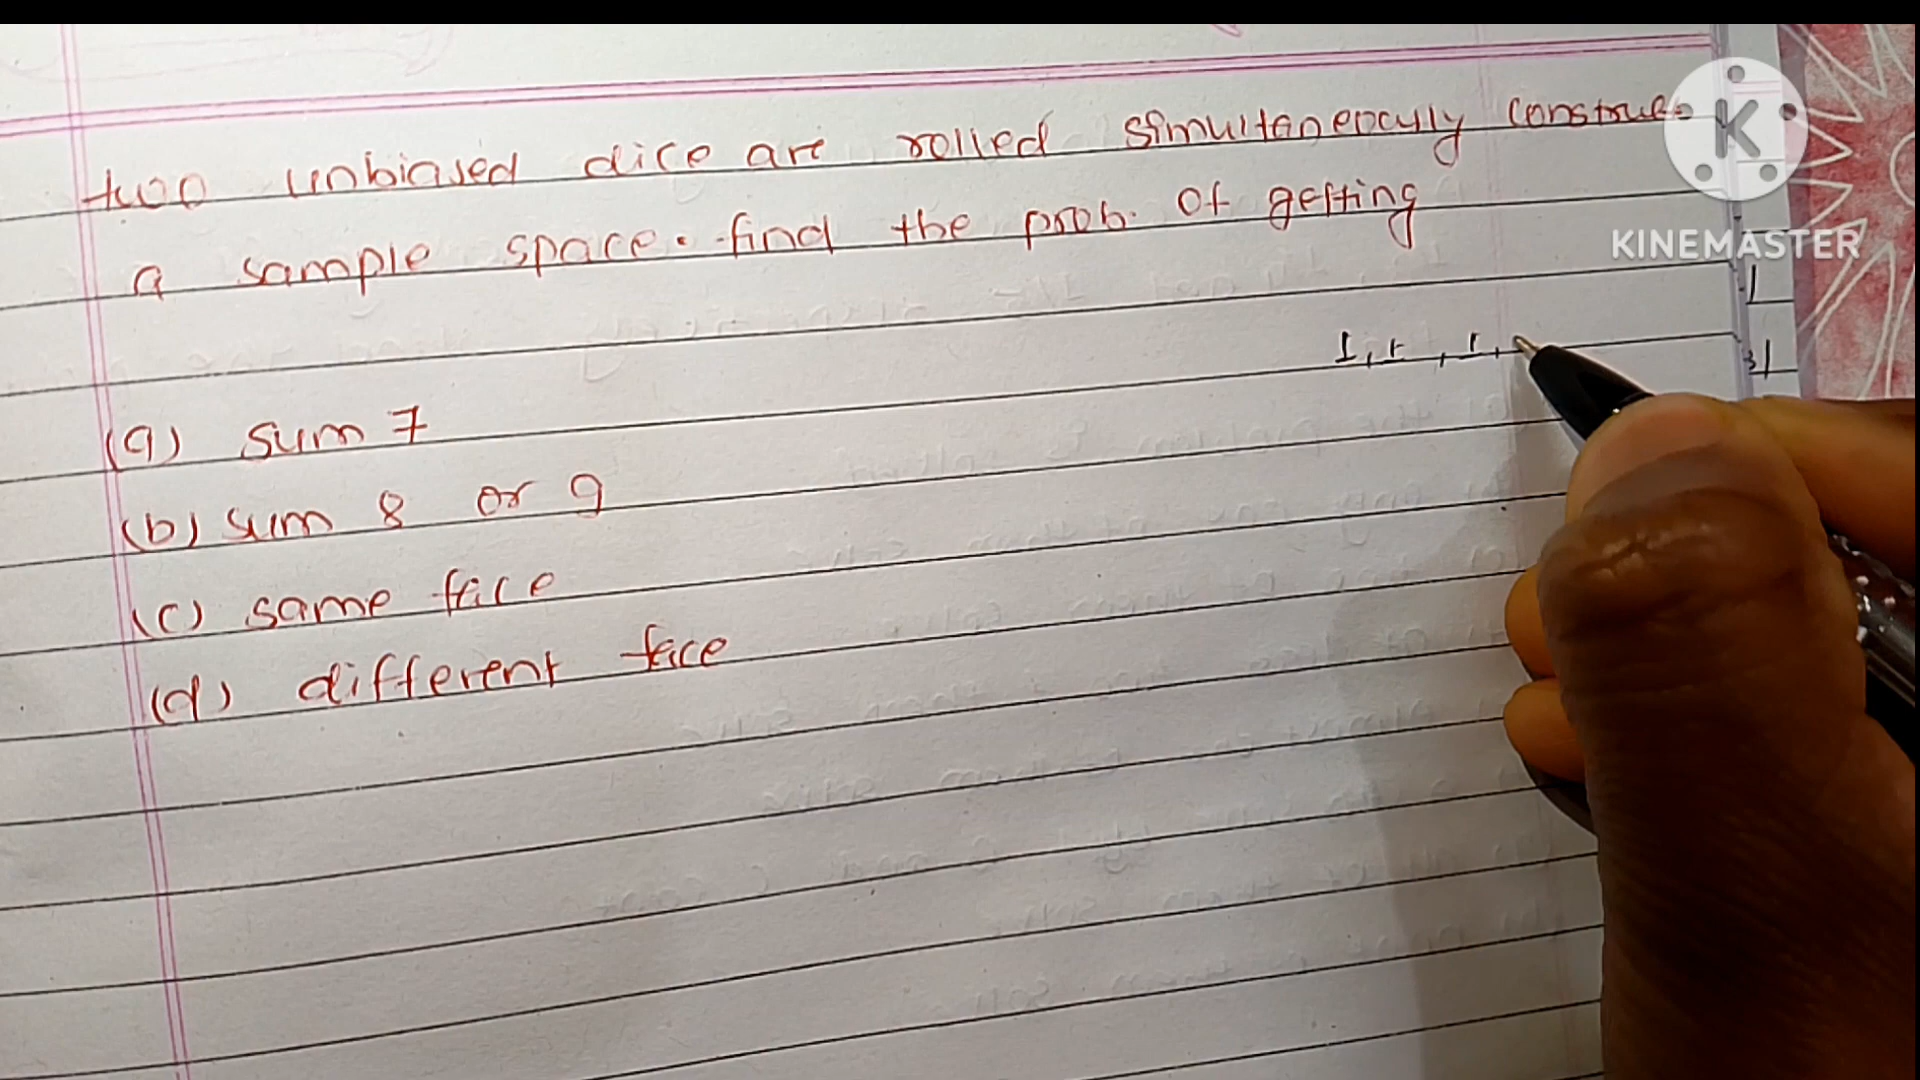 two unbiased dice are rolled simultaneously construct
a sample space. find the prob. of getting
KINEMASTER
1,1 , 1,
(a) sum 7
(b) sum 8 or 9
(c) same face
(d) different face